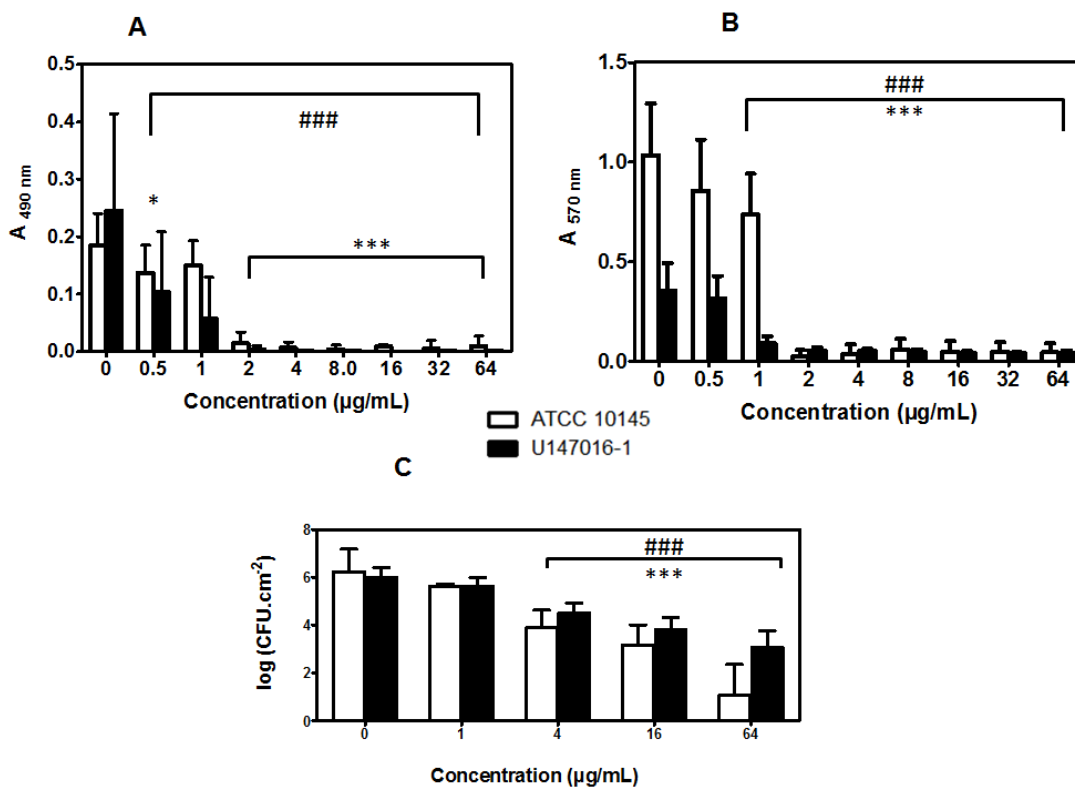 A
0.5
0.4
0.3
0.2
0.1
0.0
A 490 nm
###
*
***
0 0.5 1 2 4 8.0 16 32 64
Concentration (µg/mL)
B
1.5
1.0
0.5
0.0
A 570 nm
###
***
0 0.5 1 2 4 8 16 32 64
Concentration (µg/mL)
ATCC 10145
U147016-1
C
8
6
4
2
0
log (CFU.cm-2)
###
***
0 1 4 16 64
Concentration (µg/mL)